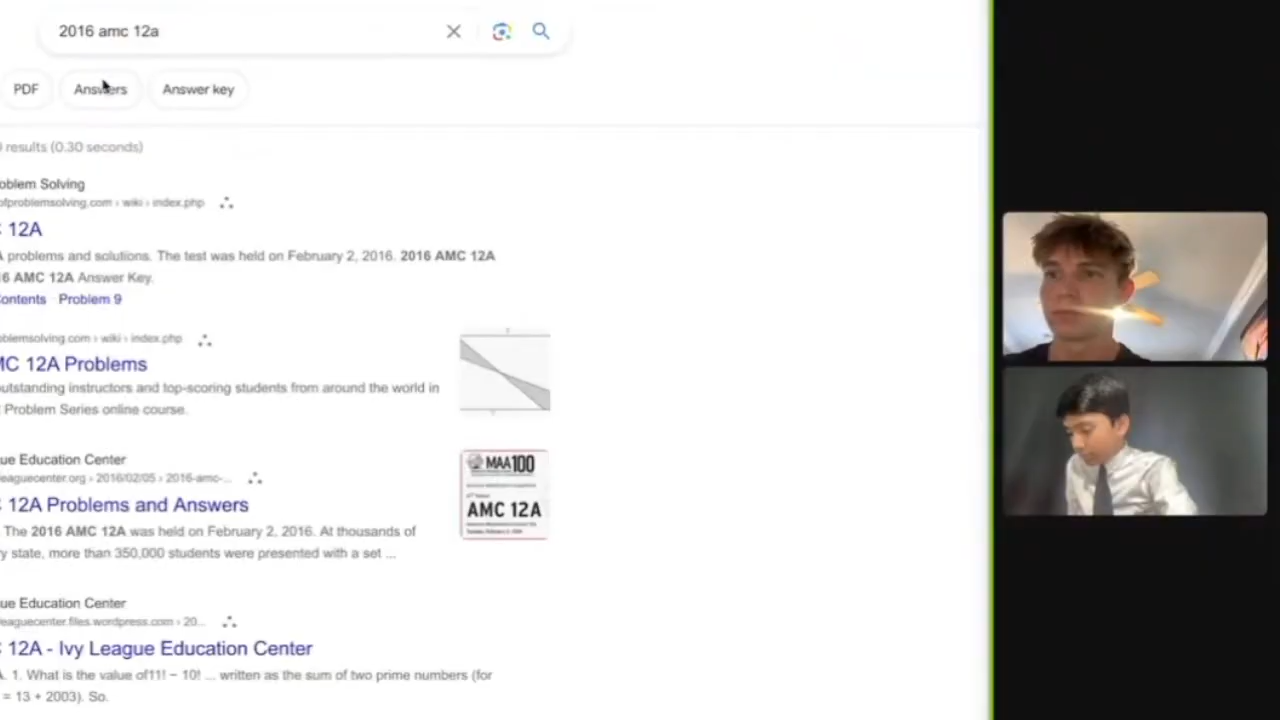 2016 amc 12a
PDF
Answers
Answer key
results (0.30 seconds)
oblem Solving
ofproblemsolving.com › wiki › index.php
12A
problems and solutions. The test was held on February 2, 2016. 2016 AMC 12A
6 AMC 12A Answer Key.
ontents · Problem 9
blemsolving.com › wiki › index.php
MC 12A Problems
outstanding instructors and top-scoring students from around the world in
Problem Series online course.
ue Education Center
leaguecenter.org › 2016/02/05 › 2016-amc-...
12A Problems and Answers
The 2016 AMC 12A was held on February 2, 2016. At thousands of
y state, more than 350,000 students were presented with a set ...
MAA100
AMC 12A
ue Education Center
leaguecenter.files.wordpress.com › 20...
12A - Ivy League Education Center
. 1. What is the value of11! − 10! ... written as the sum of two prime numbers (for
= 13 + 2003). So.